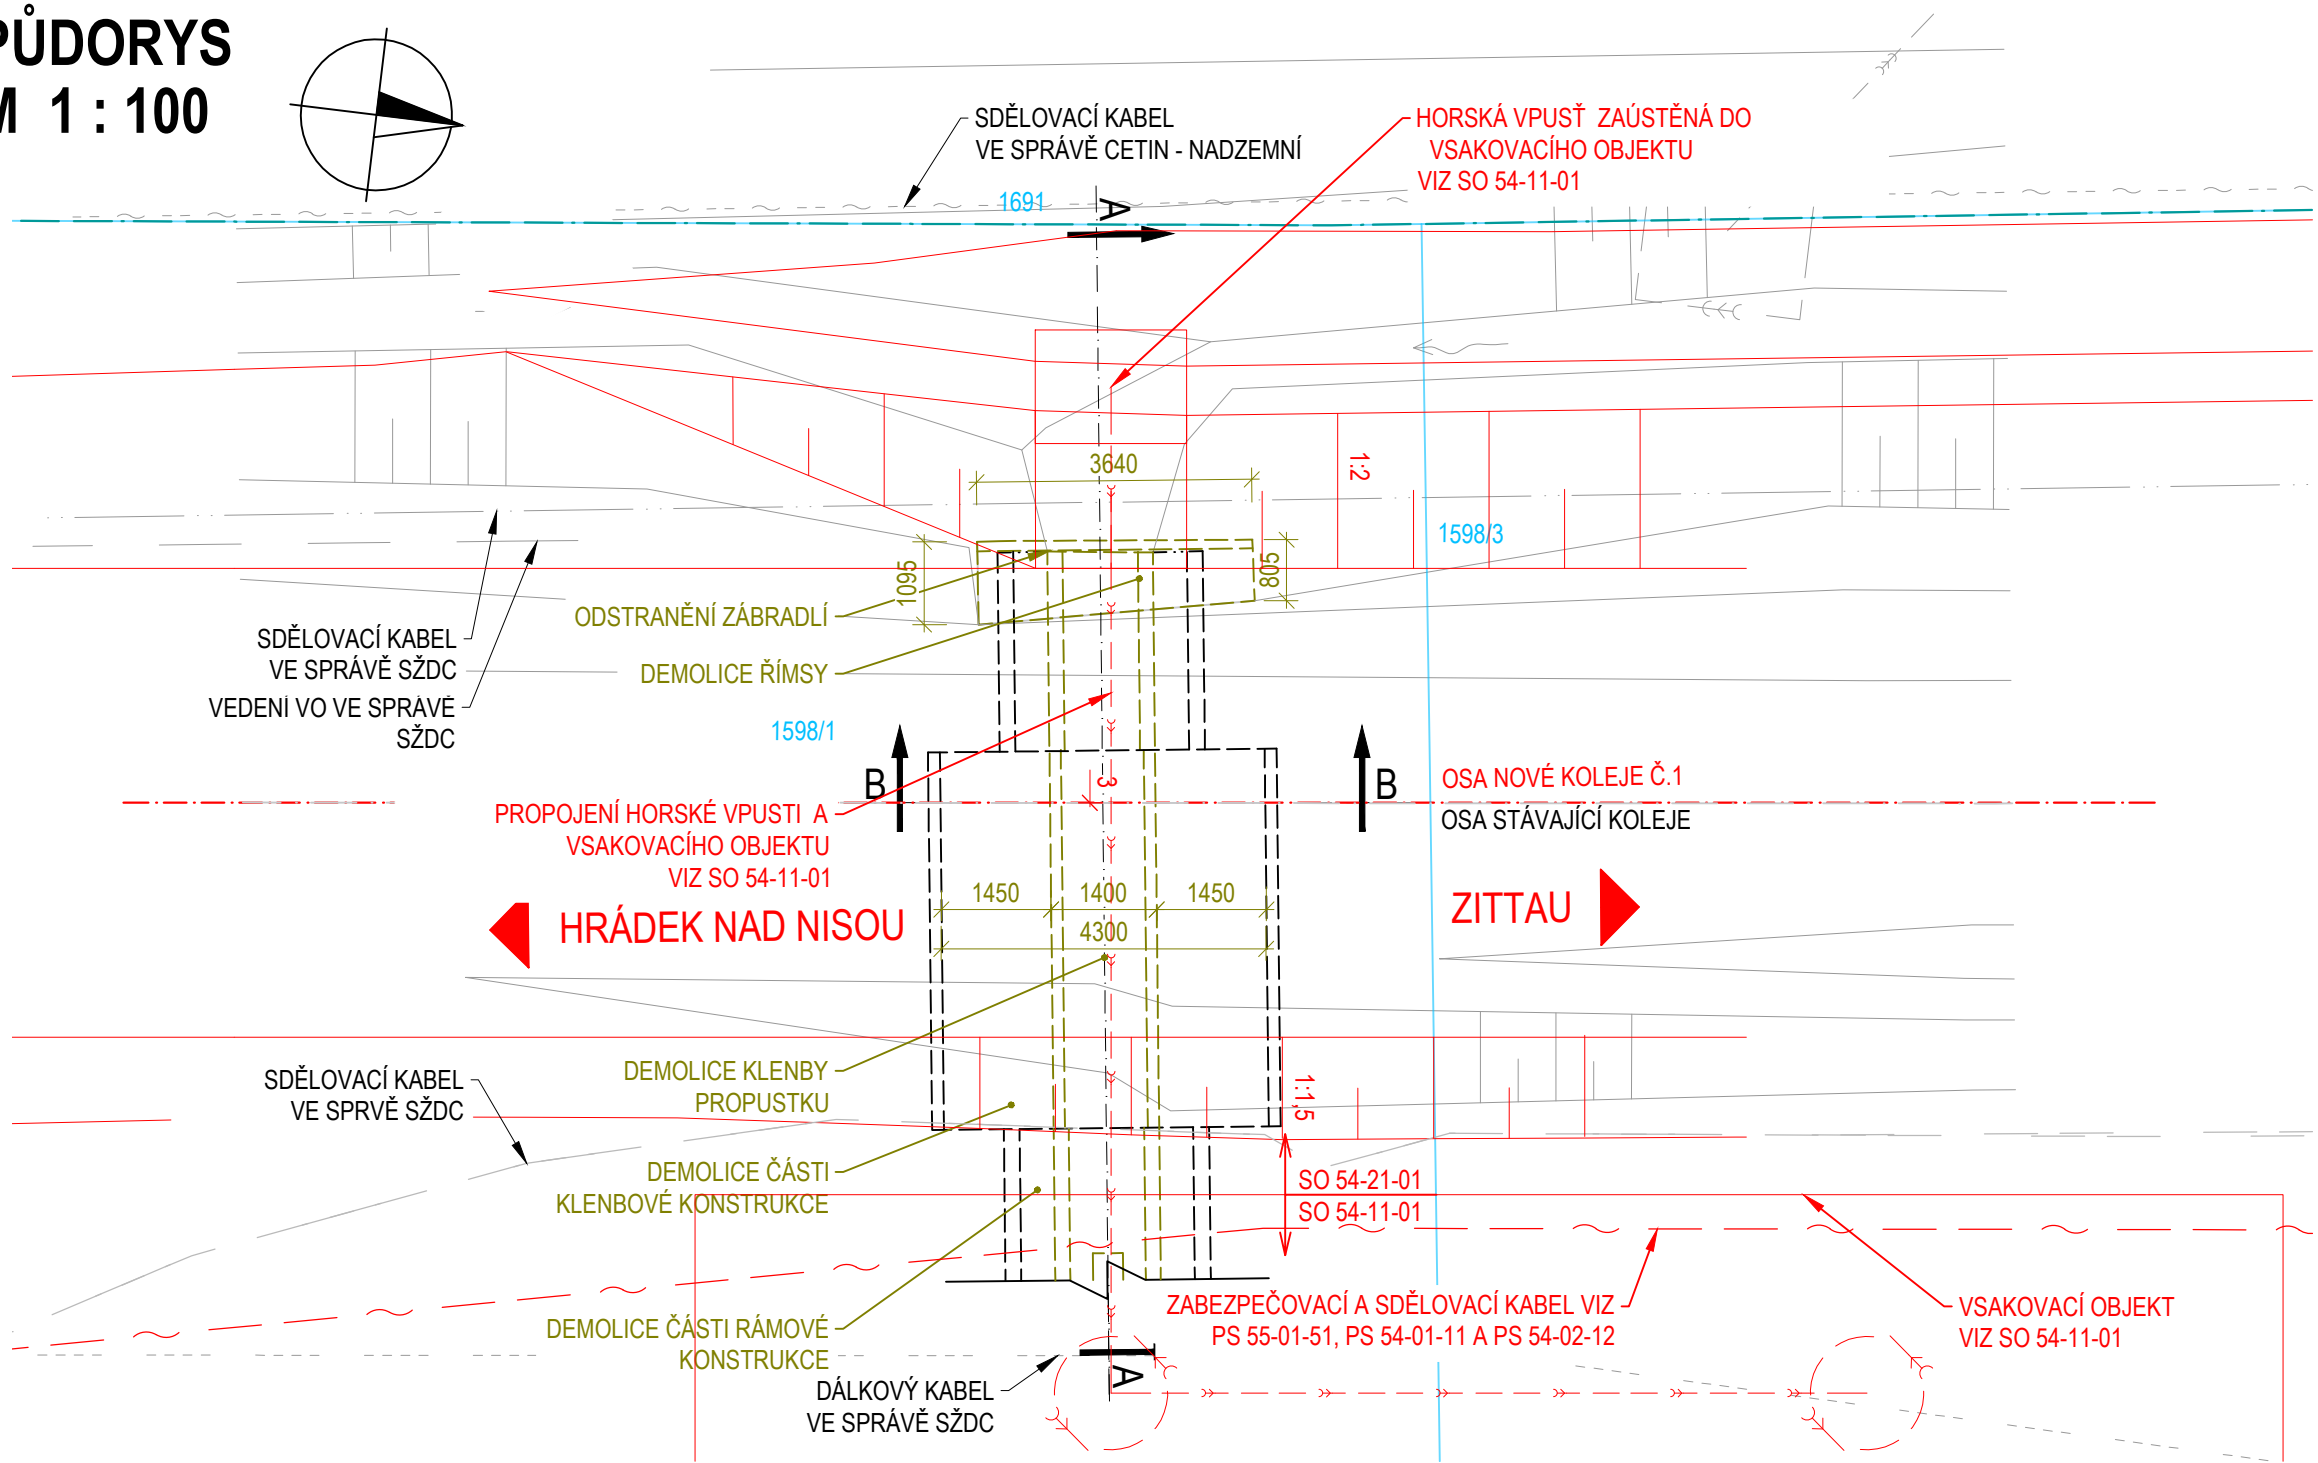 PŮDORYS
M 1 : 100
SDĚLOVACÍ KABEL
VE SPRÁVĚ CETIN - NADZEMNÍ
HORSKÁ VPUSŤ ZAÚSTĚNÁ DO
VSAKOVACÍHO OBJEKTU
VIZ SO 54-11-01
1691
A
3640
1:2
1598/3
1095
805
ODSTRANĚNÍ ZÁBRADLÍ
SDĚLOVACÍ KABEL
VE SPRÁVĚ SŽDC
DEMOLICE ŘÍMSY
VEDENÍ VO VE SPRÁVĚ
SŽDC
1598/1
B
B
3
OSA NOVÉ KOLEJE Č.1
OSA STÁVAJÍCÍ KOLEJE
PROPOJENÍ HORSKÉ VPUSTI A
VSAKOVACÍHO OBJEKTU
VIZ SO 54-11-01
1450
1400
1450
4300
HRÁDEK NAD NISOU
ZITTAU
SDĚLOVACÍ KABEL
VE SPRVĚ SŽDC
DEMOLICE KLENBY
PROPUSTKU
1:1,5
DEMOLICE ČÁSTI
KLENBOVÉ KONSTRUKCE
SO 54-21-01
SO 54-11-01
ZABEZPEČOVACÍ A SDĚLOVACÍ KABEL VIZ
PS 55-01-51, PS 54-01-11 A PS 54-02-12
VSAKOVACÍ OBJEKT
VIZ SO 54-11-01
DEMOLICE ČÁSTI RÁMOVÉ
KONSTRUKCE
A
DÁLKOVÝ KABEL
VE SPRÁVĚ SŽDC